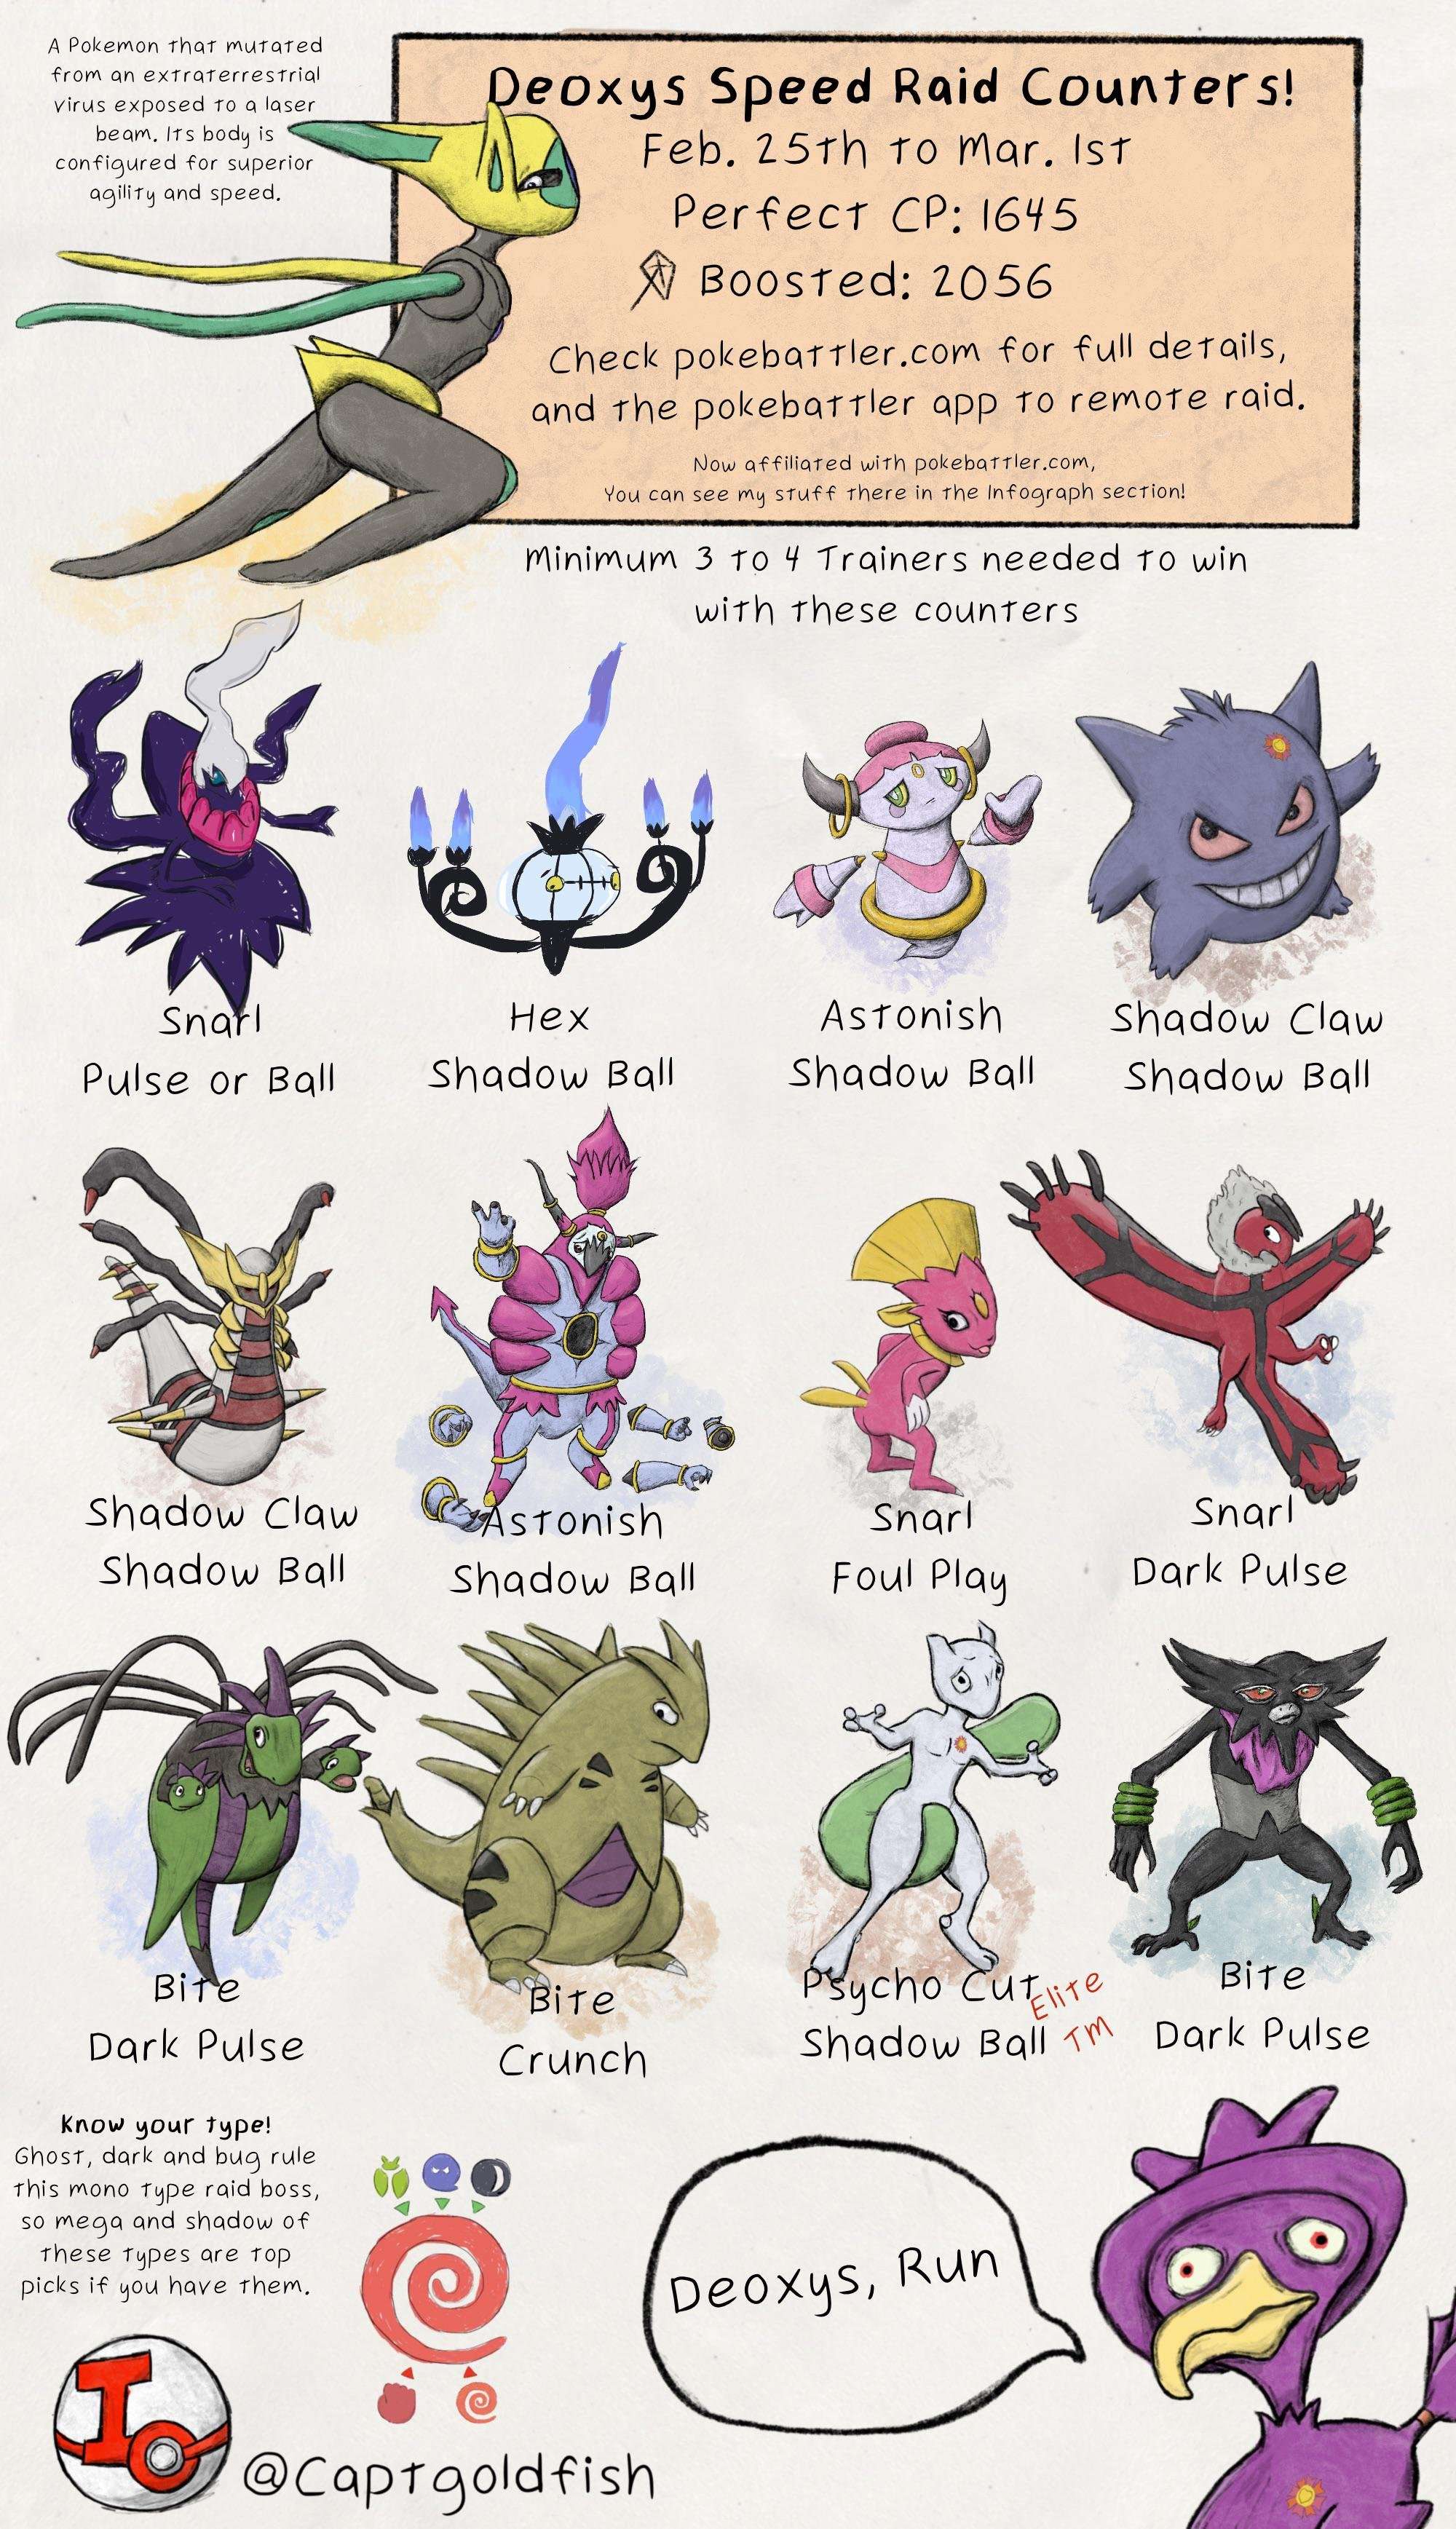 A Pokemon that mutated
from an extraterrestrial
virus exposed to a laser
beam. Its body is
configured for superior
agility and speed.
Deoxys Speed Raid Counters!
Feb. 25th to Mar. 1st
Perfect CP: 1645
Boosted: 2056
Check pokebattler.com for full details,
and the pokebattler app to remote raid.
Now affiliated with pokebattler.com,
You can see my stuff there in the Infograph section!
Minimum 3 to 4 Trainers needed to win
with these counters
Snarl
Pulse or Ball
Hex
Shadow Ball
Astonish
Shadow Ball
Shadow Claw
Shadow Ball
Shadow Claw
Shadow Ball
Astonish
Shadow Ball
Snarl
Foul Play
Snarl
Dark Pulse
Bite
Dark Pulse
Bite
Crunch
Psycho Cut
Shadow Ball
Elite
TM
Bite
Dark Pulse
Know your type!
Ghost, dark and bug rule
this mono type raid boss,
so mega and shadow of
these types are top
picks if you have them.
Deoxys, Run
I
@Captgoldfish